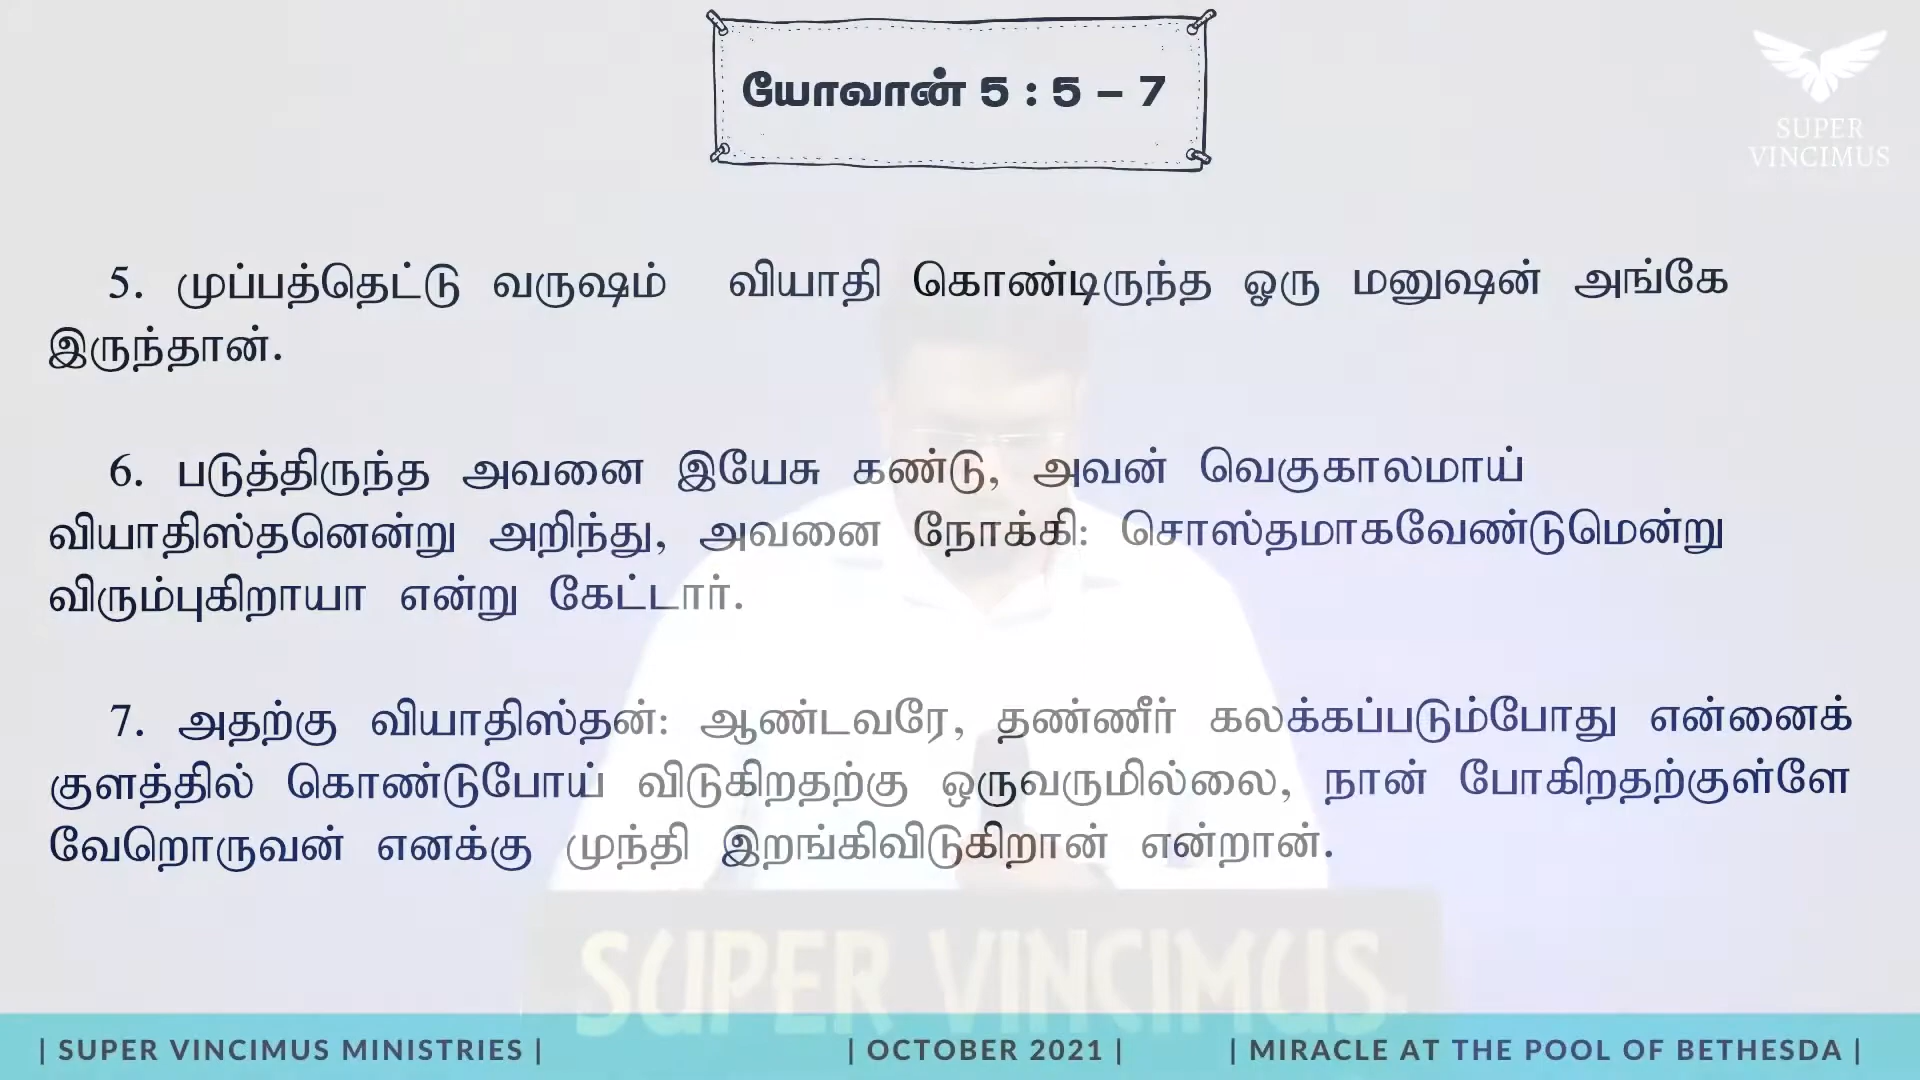 யோவான் 5 : 5 – 7
SUPER
VINCIMUS
5. முப்பத்தெட்டு வருஷம் வியாதி கொண்டிருந்த ஒரு மனுஷன் அங்கே
இருந்தான்.
6. படுத்திருந்த அவனை இயேசு கண்டு, அவன் வெகுகாலமாய்
வியாதிஸ்தனென்று அறிந்து, அவனை நோக்கி: சொஸ்தமாகவேண்டுமென்று
விரும்புகிறாயா என்று கேட்டார்.
7. அதற்கு வியாதிஸ்தன்: ஆண்டவரே, தண்ணீர் கலக்கப்படும்போது என்னைக்
குளத்தில் கொண்டுபோய் விடுகிறதற்கு ஒருவருமில்லை, நான் போகிறதற்குள்ளே
வேறொருவன் எனக்கு முந்தி இறங்கிவிடுகிறான் என்றான்.
SUPER VINCIMUS
| SUPER VINCIMUS MINISTRIES | | OCTOBER 2021 | | MIRACLE AT THE POOL OF BETHESDA |